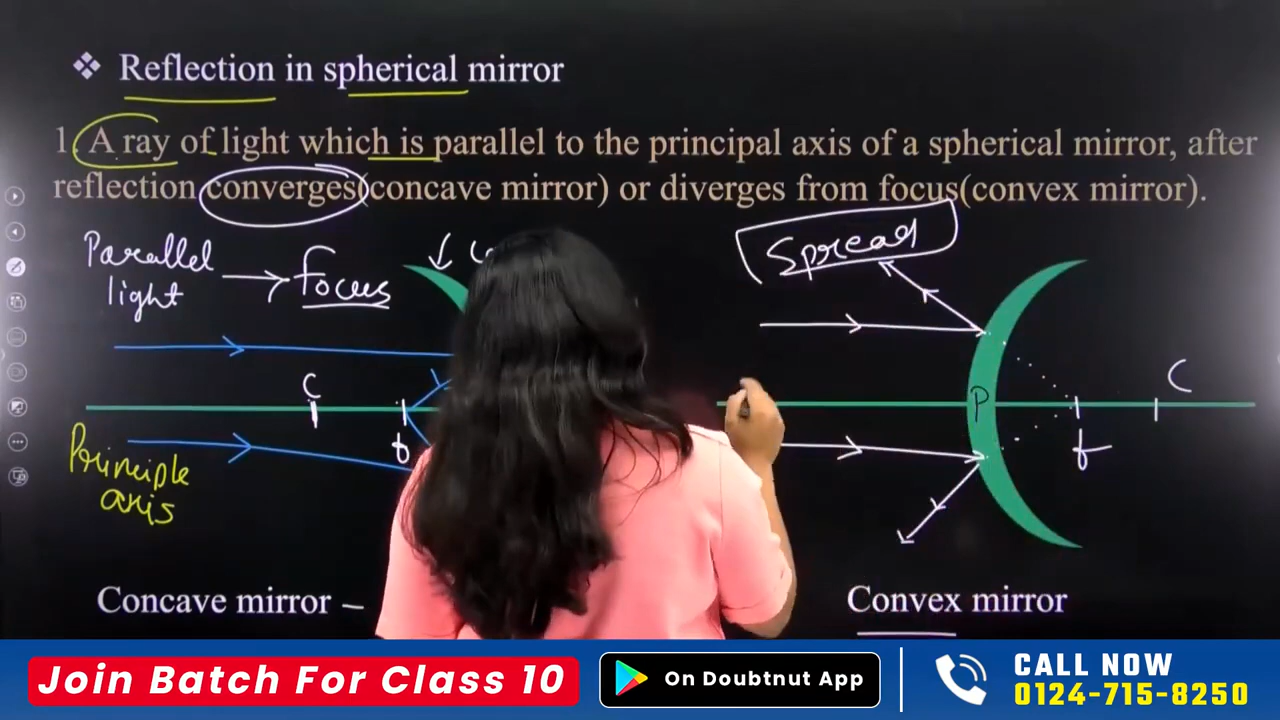 ❖ Reflection in spherical mirror
1. A ray of light which is parallel to the principal axis of a spherical mirror, after
reflection converges(concave mirror) or diverges from focus(convex mirror).
Parallel
light → focus
Spread
C
f
P
f
C
Principle
axis
Concave mirror –
Convex mirror
Join Batch For Class 10
On Doubtnut App
CALL NOW
0124-715-8250